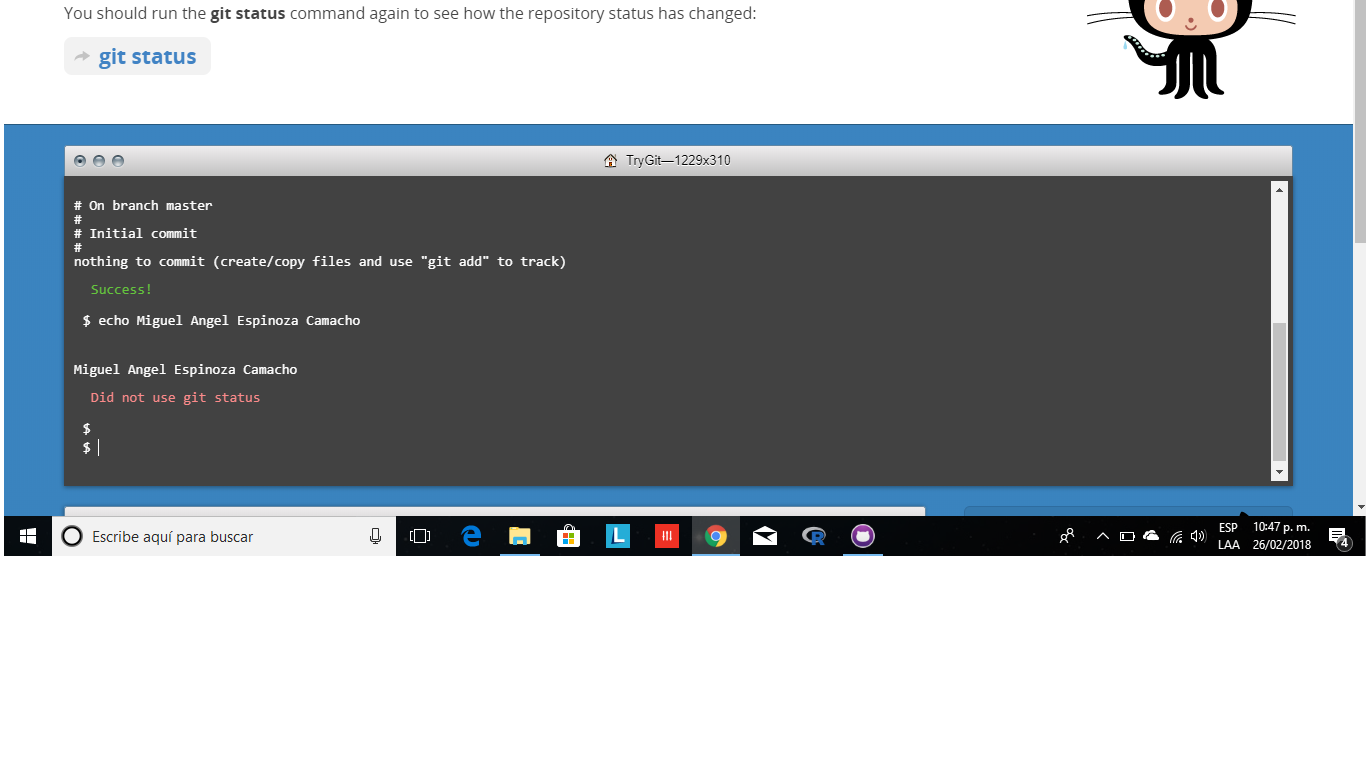 You should run the git status command again to see how the repository status has changed:
git status
TryGit—1229x310
# On branch master
#
# Initial commit
#
nothing to commit (create/copy files and use "git add" to track)
Success!
$ echo Miguel Angel Espinoza Camacho
Miguel Angel Espinoza Camacho
Did not use git status
$
$
Escribe aquí para buscar
L
R
ESP
LAA
10:47 p. m.
26/02/2018
4